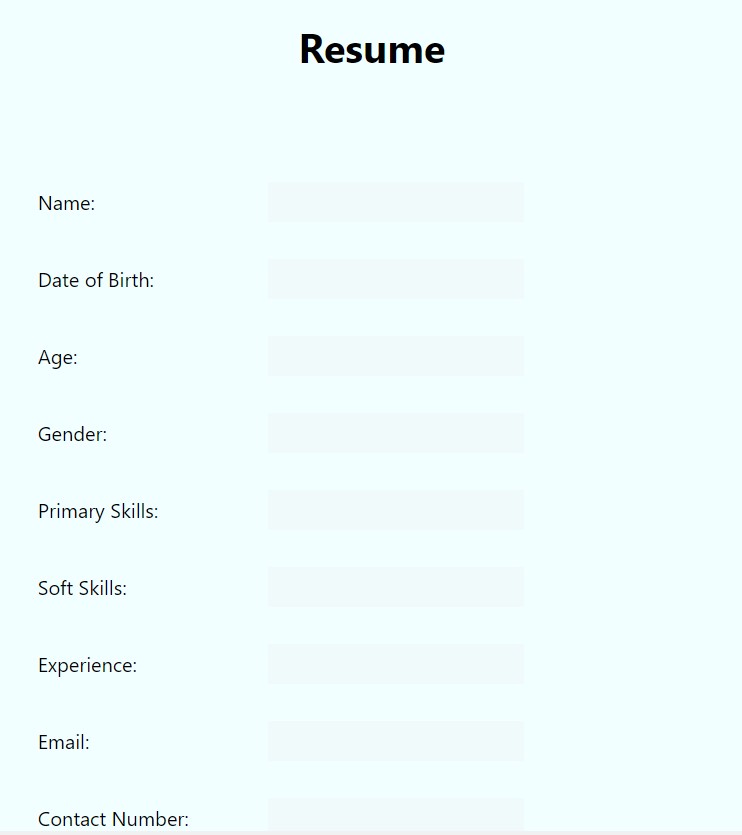 Resume
Name:
Date of Birth:
Age:
Gender:
Primary Skills:
Soft Skills:
Experience:
Email:
Contact Number: